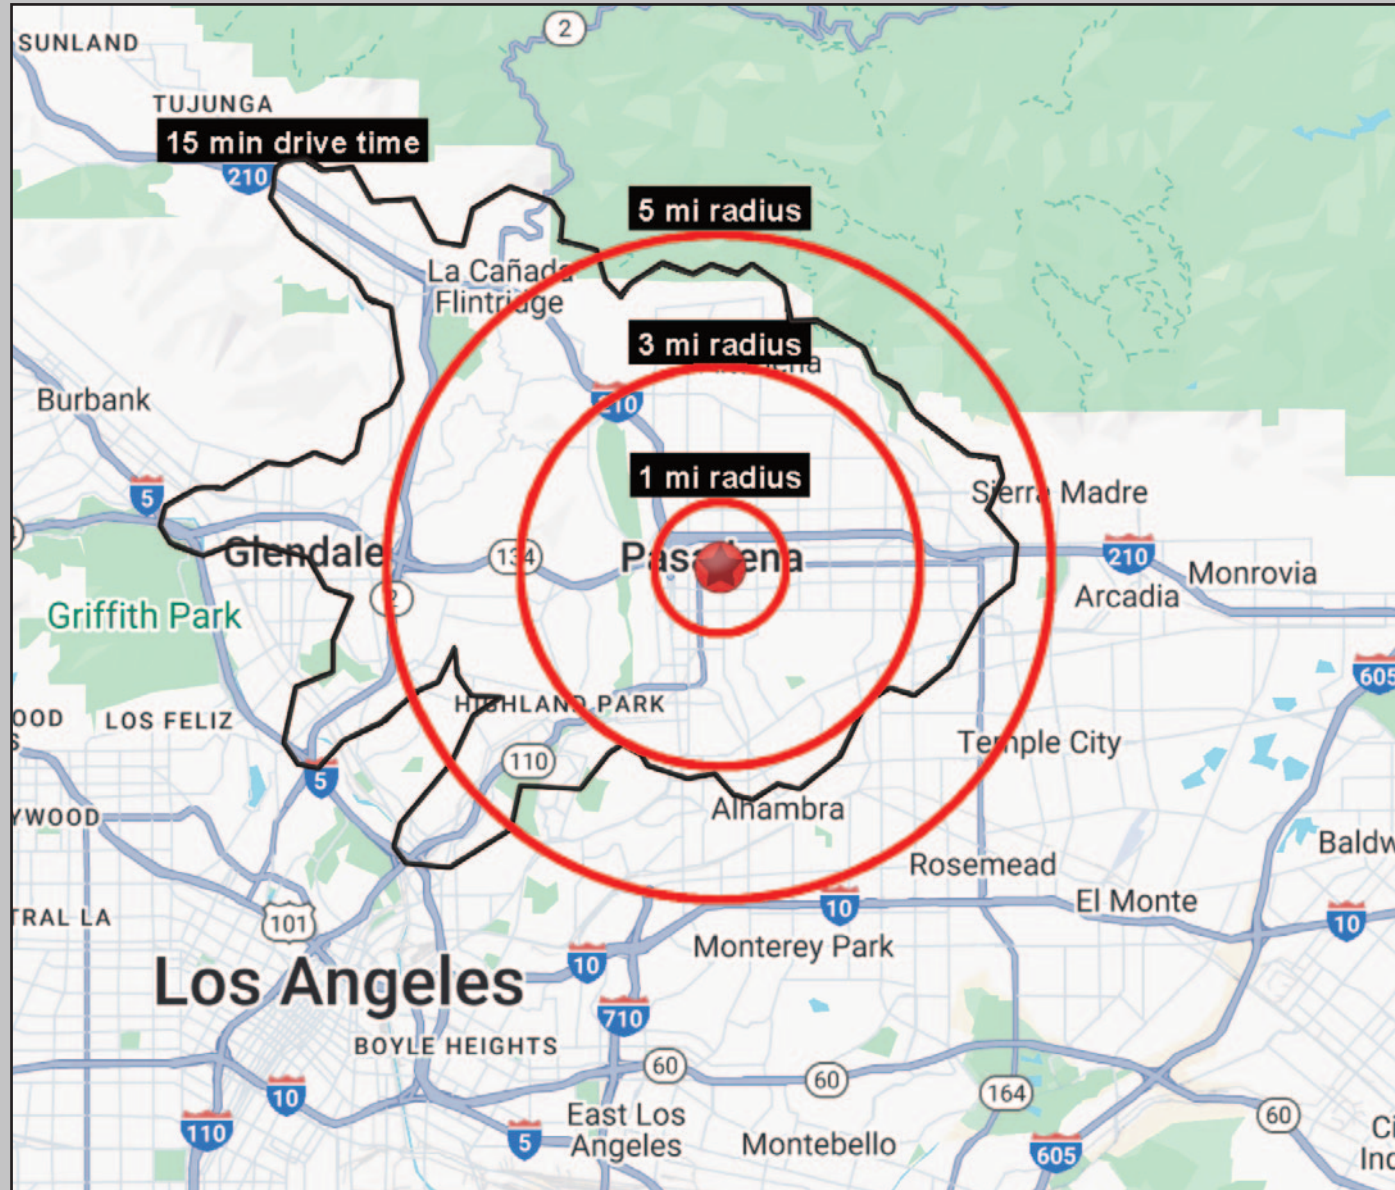 2
SUNLAND
TUJUNGA
15 min drive time
210
5 mi radius
La Cañada
Flintridge
3 mi radius
210
Burbank
1 mi radius
5
Sierra Madre
Glendale
134
Pasadena
210
Monrovia
2
Arcadia
Griffith Park
605
HIGHLAND PARK
LOS FELIZ
Temple City
110
5
Alhambra
Rosemead
10
El Monte
10
101
Monterey Park
10
Los Angeles
710
BOYLE HEIGHTS
60
60
164
10
60
East Los
Angeles
110
5
Montebello
605